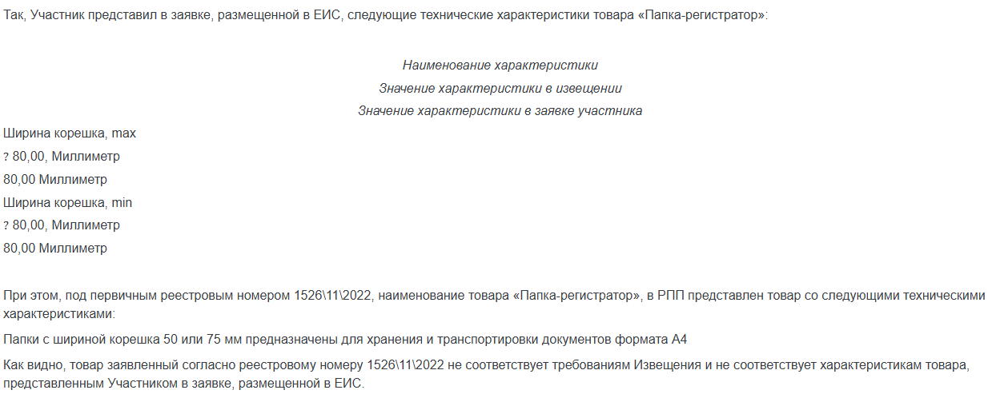 Так, Участник представил в заявке, размещенной в ЕИС, следующие технические характеристики товара «Папка-регистратор»:
Наименование характеристики
Значение характеристики в извещении
Значение характеристики в заявке участника
Ширина корешка, max
? 80,00, Миллиметр
80,00 Миллиметр
Ширина корешка, min
? 80,00, Миллиметр
80,00 Миллиметр
При этом, под первичным реестровым номером 1526\11\2022, наименование товара «Папка-регистратор», в РПП представлен товар со следующими техническими
характеристиками:
Папки с шириной корешка 50 или 75 мм предназначены для хранения и транспортировки документов формата А4
Как видно, товар заявленный согласно реестровому номеру 1526\11\2022 не соответствует требованиям Извещения и не соответствует характеристикам товара,
представленным Участником в заявке, размещенной в ЕИС.